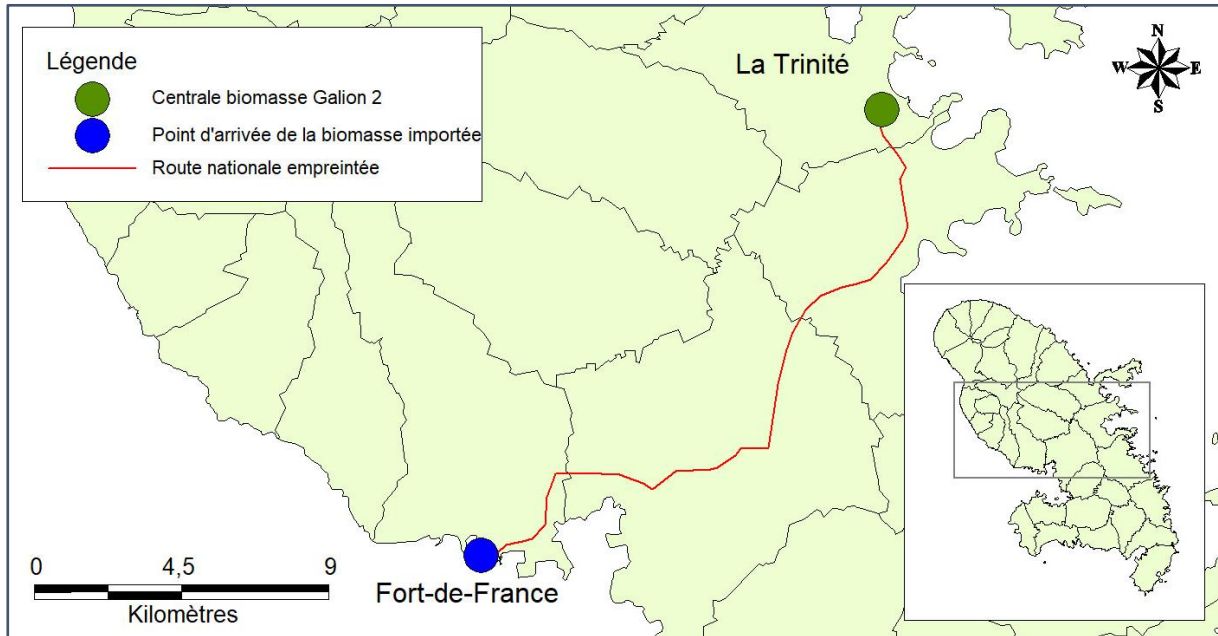 Légende
Centrale biomasse Galion 2
Point d'arrivée de la biomasse importée
Route nationale empreintée
La Trinité
N
W E
S
Fort-de-France
0 4,5 9
Kilomètres